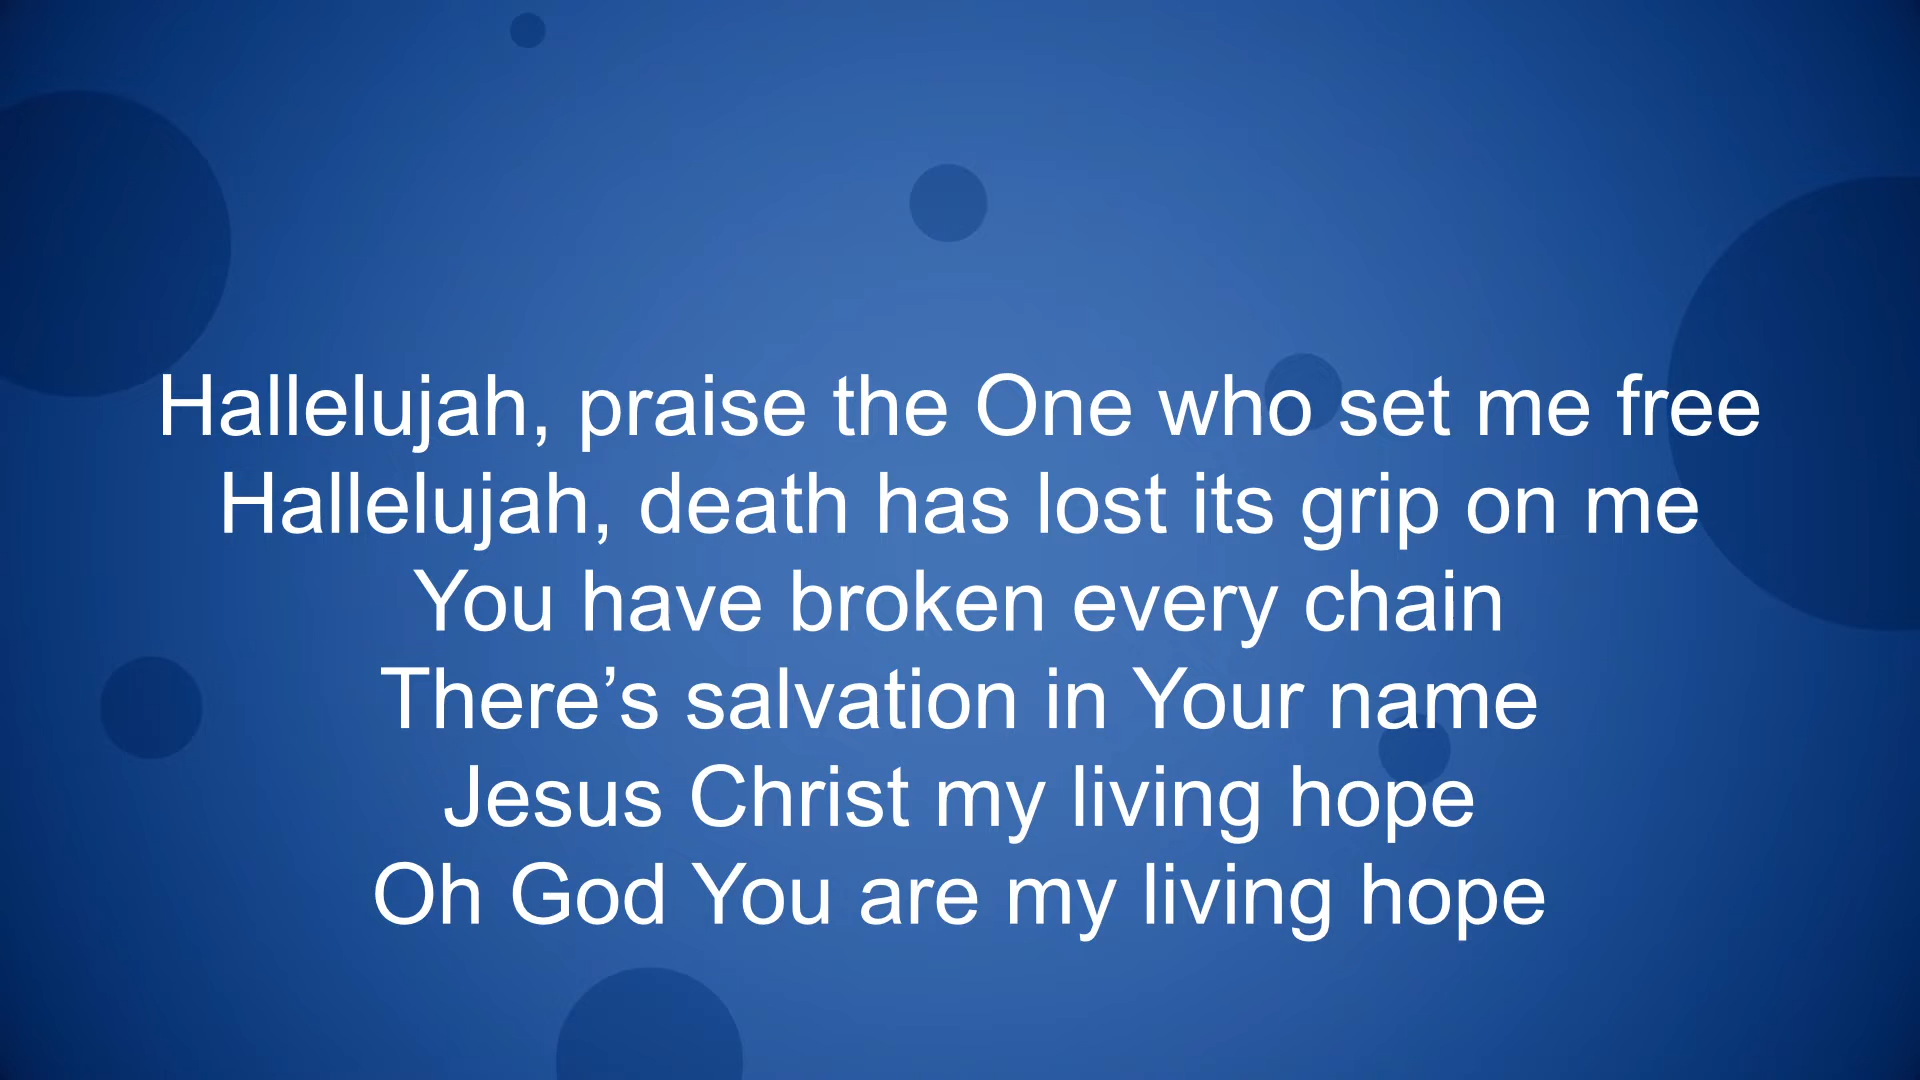 Hallelujah, praise the One who set me free
Hallelujah, death has lost its grip on me
You have broken every chain
There’s salvation in Your name
Jesus Christ my living hope
Oh God You are my living hope